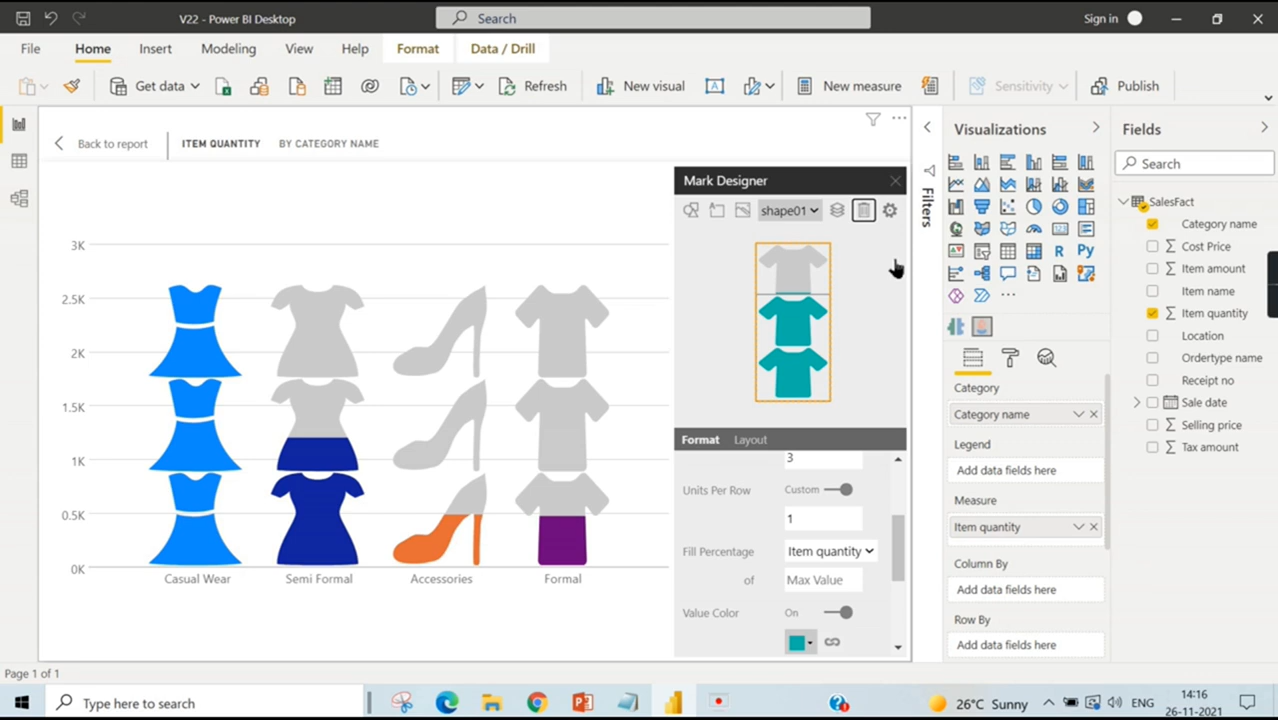 V22 - Power BI Desktop
Search
Sign in
File
Home
Insert
Modeling
View
Help
Format
Data / Drill
Get data
Refresh
New visual
New measure
Sensitivity
Publish
Back to report
ITEM QUANTITY
BY CATEGORY NAME
3K
2.5K
2K
1.5K
1K
0.5K
0K
Casual Wear
Semi Formal
Accessories
Formal
Mark Designer
shape01
Format
Layout
3
Units Per Row
Custom
1
Fill Percentage
Item quantity
of
Max Value
Value Color
On
Filters
Visualizations
R
Py
Category
Category name
Legend
Add data fields here
Measure
Item quantity
Column By
Add data fields here
Row By
Add data fields here
Fields
Search
SalesFact
Category name
Cost Price
Item amount
Item name
Item quantity
Location
Ordertype name
Receipt no
Sale date
Selling price
Tax amount
Page 1 of 1
Type here to search
26°C Sunny
ENG
14:16
26-11-2021